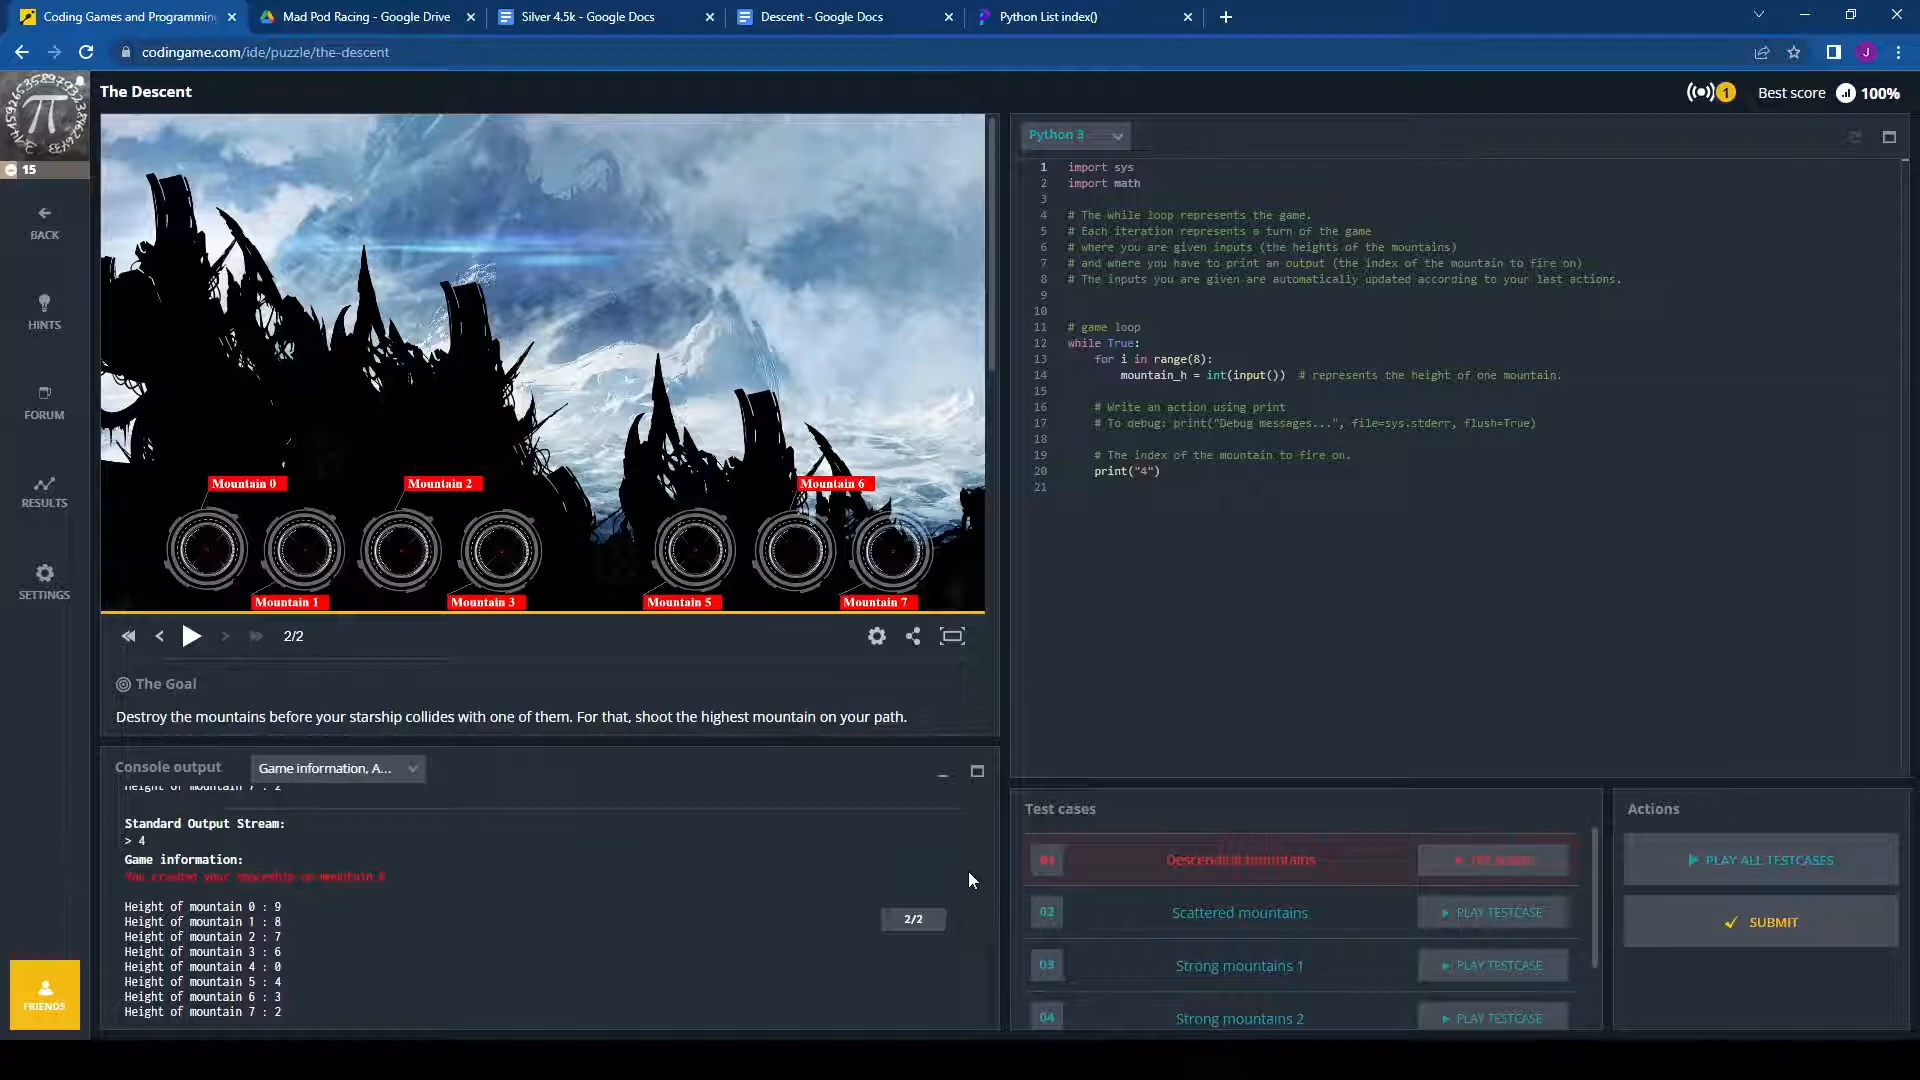 Coding Games and Programmin
Mad Pod Racing - Google Drive
Silver 4.5k - Google Docs
Descent - Google Docs
Python List index()
codingame.com/ide/puzzle/the-descent
J
The Descent
1
Best score
100%
15
BACK
HINTS
FORUM
RESULTS
SETTINGS
FRIENDS
Mountain 0
Mountain 2
Mountain 6
Mountain 1
Mountain 3
Mountain 5
Mountain 7
2/2
The Goal
Destroy the mountains before your starship collides with one of them. For that, shoot the highest mountain on your path.
Console output
Game information, A...
Height of mountain 7 : 2
Standard Output Stream:
> 4
Game information:
You crashed your spaceship on mountain 0
Height of mountain 0 : 9
Height of mountain 1 : 8
Height of mountain 2 : 7
Height of mountain 3 : 6
Height of mountain 4 : 0
Height of mountain 5 : 4
Height of mountain 6 : 3
Height of mountain 7 : 2
2/2
Python 3
1 import sys
2 import math
3
4 # The while loop represents the game.
5 # Each iteration represents a turn of the game
6 # where you are given inputs (the heights of the mountains)
7 # and where you have to print an output (the index of the mountain to fire on)
8 # The inputs you are given are automatically updated according to your last actions.
9
10
11 # game loop
12 while True:
13 for i in range(8):
14 mountain_h = int(input()) # represents the height of one mountain.
15
16 # Write an action using print
17 # To debug: print("Debug messages...", file=sys.stderr, flush=True)
18
19 # The index of the mountain to fire on.
20 print("4")
21
Test cases
01 Descending mountains
02 Scattered mountains PLAY TESTCASE
03 Strong mountains 1 PLAY TESTCASE
04 Strong mountains 2 PLAY TESTCASE
Actions
PLAY ALL TESTCASES
SUBMIT